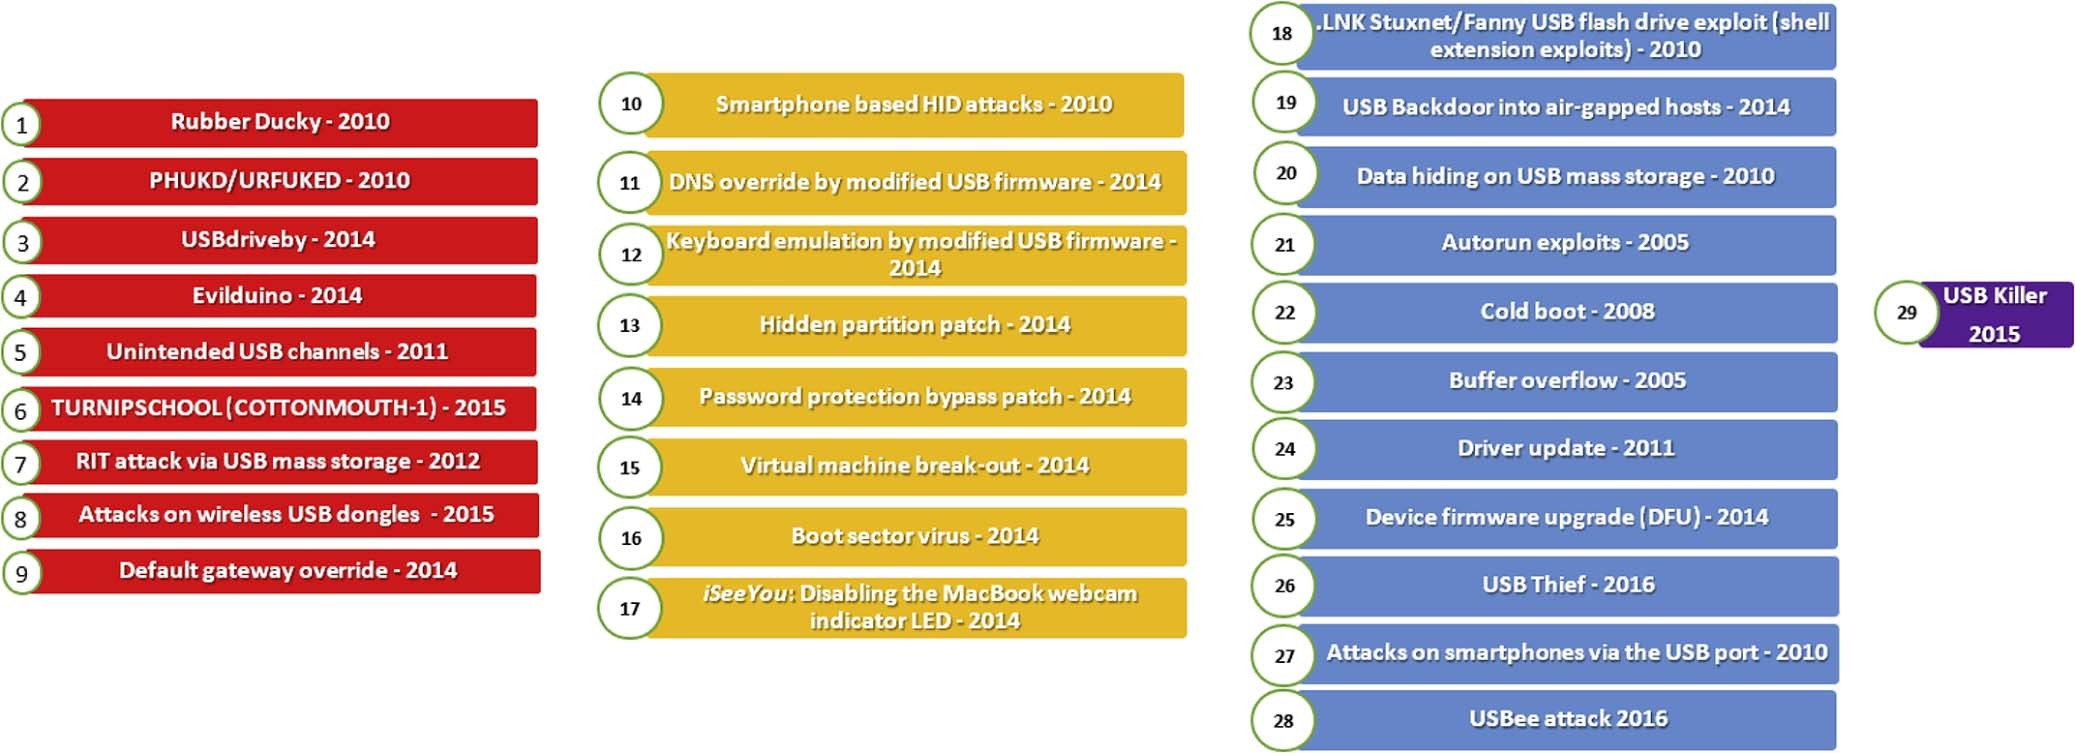 1
Rubber Ducky - 2010
2
PHUKD/URFUKED - 2010
3
USBdriveby - 2014
4
Evilduino - 2014
5
Unintended USB channels - 2011
6
TURNIPSCHOOL (COTTONMOUTH-1) - 2015
7
RIT attack via USB mass storage - 2012
8
Attacks on wireless USB dongles - 2015
9
Default gateway override - 2014
10
Smartphone based HID attacks - 2010
11
DNS override by modified USB firmware - 2014
12
Keyboard emulation by modified USB firmware -
2014
13
Hidden partition patch - 2014
14
Password protection bypass patch - 2014
15
Virtual machine break-out - 2014
16
Boot sector virus - 2014
17
iSeeYou: Disabling the MacBook webcam
indicator LED - 2014
18
.LNK Stuxnet/Fanny USB flash drive exploit (shell
extension exploits) - 2010
19
USB Backdoor into air-gapped hosts - 2014
20
Data hiding on USB mass storage - 2010
21
Autorun exploits - 2005
22
Cold boot - 2008
23
Buffer overflow - 2005
24
Driver update - 2011
25
Device firmware upgrade (DFU) - 2014
26
USB Thief - 2016
27
Attacks on smartphones via the USB port - 2010
28
USBee attack 2016
29
USB Killer
2015